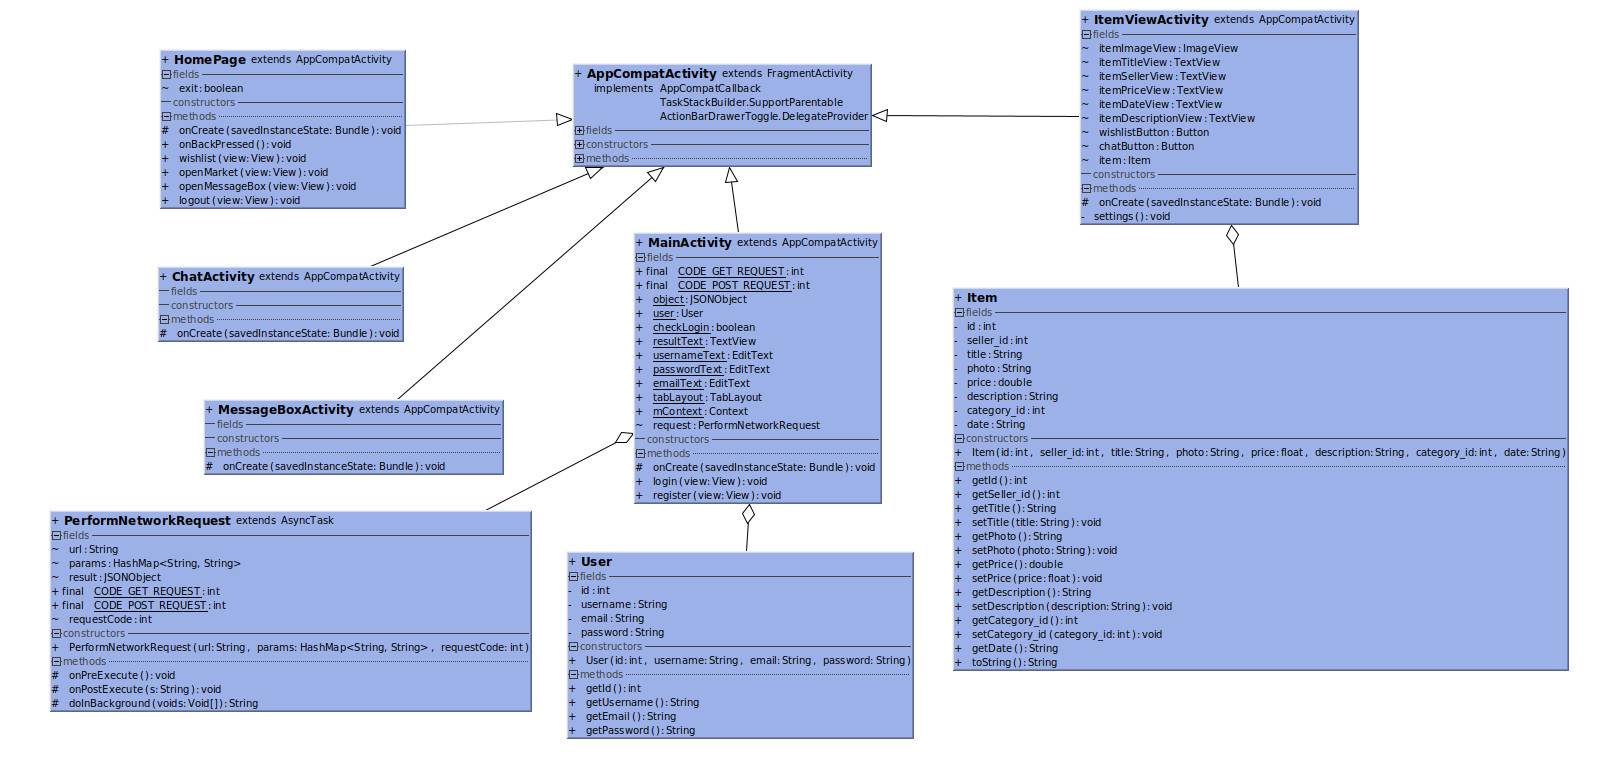 + HomePage extends AppCompatActivity
fields
~ exit: boolean
constructors
methods
# onCreate(savedInstanceState: Bundle): void
+ onBackPressed(): void
+ wishlist(view: View): void
+ openMarket(view: View): void
+ openMessageBox(view: View): void
+ logout(view: View): void
+ AppCompatActivity extends FragmentActivity
implements AppCompatCallback
TaskStackBuilder.SupportParentable
ActionBarDrawerToggle.DelegateProvider
fields
constructors
methods
+ ItemViewActivity extends AppCompatActivity
fields
~ itemImageView: ImageView
~ itemTitleView: TextView
~ itemSellerView: TextView
~ itemPriceView: TextView
~ itemDateView: TextView
~ itemDescriptionView: TextView
~ wishlistButton: Button
~ chatButton: Button
~ item: Item
constructors
methods
# onCreate(savedInstanceState: Bundle): void
- settings(): void
+ ChatActivity extends AppCompatActivity
fields
constructors
methods
# onCreate(savedInstanceState: Bundle): void
+ MainActivity extends AppCompatActivity
fields
+ final CODE_GET_REQUEST: int
+ final CODE_POST_REQUEST: int
+ object: JSONObject
+ user: User
+ checkLogin: boolean
+ resultText: TextView
+ usernameText: EditText
+ passwordText: EditText
+ emailText: EditText
+ tabLayout: TabLayout
+ mContext: Context
~ request: PerformNetworkRequest
constructors
methods
# onCreate(savedInstanceState: Bundle): void
+ login(view: View): void
+ register(view: View): void
+ Item
fields
- id: int
- seller_id: int
- title: String
- photo: String
- price: double
- description: String
- category_id: int
- date: String
constructors
+ Item(id: int, seller_id: int, title: String, photo: String, price: float, description: String, category_id: int, date: String)
methods
+ getId(): int
+ getSeller_id(): int
+ getTitle(): String
+ setTitle(title: String): void
+ getPhoto(): String
+ setPhoto(photo: String): void
+ getPrice(): double
+ setPrice(price: float): void
+ getDescription(): String
+ setDescription(description: String): void
+ getCategory_id(): int
+ setCategory_id(category_id: int): void
+ getDate(): String
+ toString(): String
+ MessageBoxActivity extends AppCompatActivity
fields
constructors
methods
# onCreate(savedInstanceState: Bundle): void
+ PerformNetworkRequest extends AsyncTask
fields
~ url: String
~ params: HashMap<String, String>
~ result: JSONObject
+ final CODE_GET_REQUEST: int
+ final CODE_POST_REQUEST: int
~ requestCode: int
constructors
+ PerformNetworkRequest(url: String, params: HashMap<String, String>, requestCode: int)
methods
# onPreExecute(): void
# onPostExecute(s: String): void
# doInBackground(voids: Void[]): String
+ User
fields
- id: int
- username: String
- email: String
- password: String
constructors
+ User(id: int, username: String, email: String, password: String)
methods
+ getId(): int
+ getUsername(): String
+ getEmail(): String
+ getPassword(): String